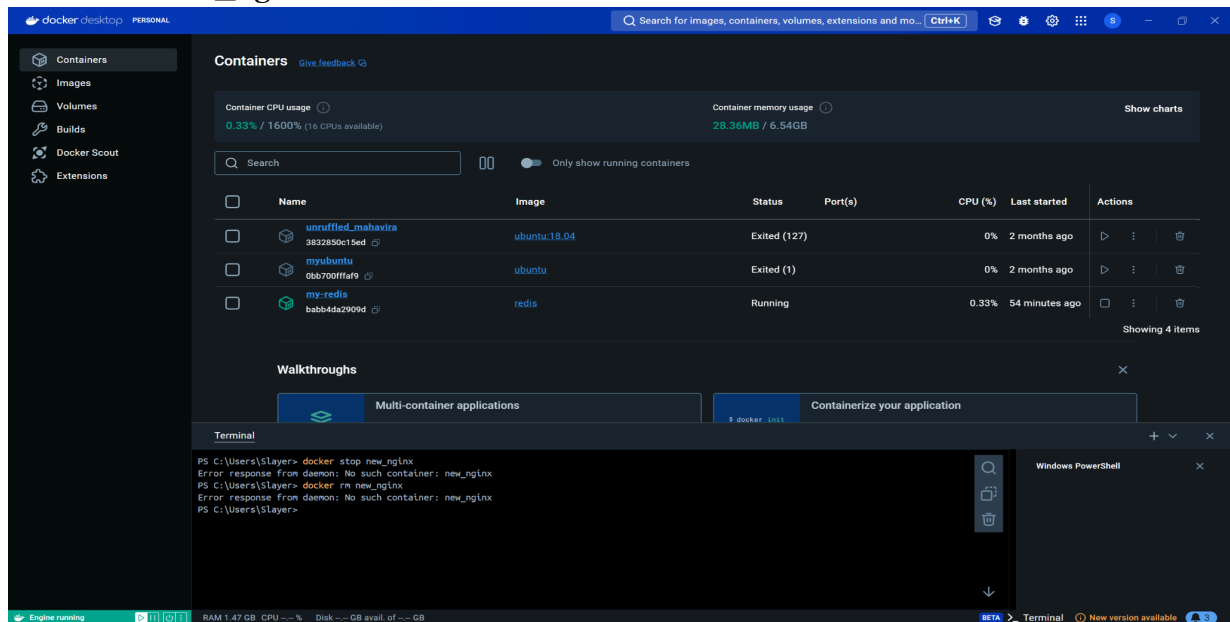 docker desktop PERSONAL
Search for images, containers, volumes, extensions and mo... Ctrl+K
S
Containers
Images
Volumes
Builds
Docker Scout
Extensions
Containers Give feedback
Container CPU usage
0.33% / 1600% (16 CPUs available)
Container memory usage
28.36MB / 6.54GB
Show charts
Search
Only show running containers
Name Image Status Port(s) CPU (%) Last started Actions
unruffled_mahavira
3832850c15ed
ubuntu:18.04 Exited (127) 0% 2 months ago
myubuntu
0bb700fffaf9
ubuntu Exited (1) 0% 2 months ago
my-redis
babb4da2909d
redis Running 0.33% 54 minutes ago
Showing 4 items
Walkthroughs
Multi-container applications
$ docker init
Containerize your application
Terminal
PS C:\Users\Slayer> docker stop new_nginx
Error response from daemon: No such container: new_nginx
PS C:\Users\Slayer> docker rm new_nginx
Error response from daemon: No such container: new_nginx
PS C:\Users\Slayer>
Windows PowerShell
Engine running
RAM 1.47 GB CPU --.-- % Disk --.-- GB avail. of --.-- GB
BETA >_ Terminal New version available 3